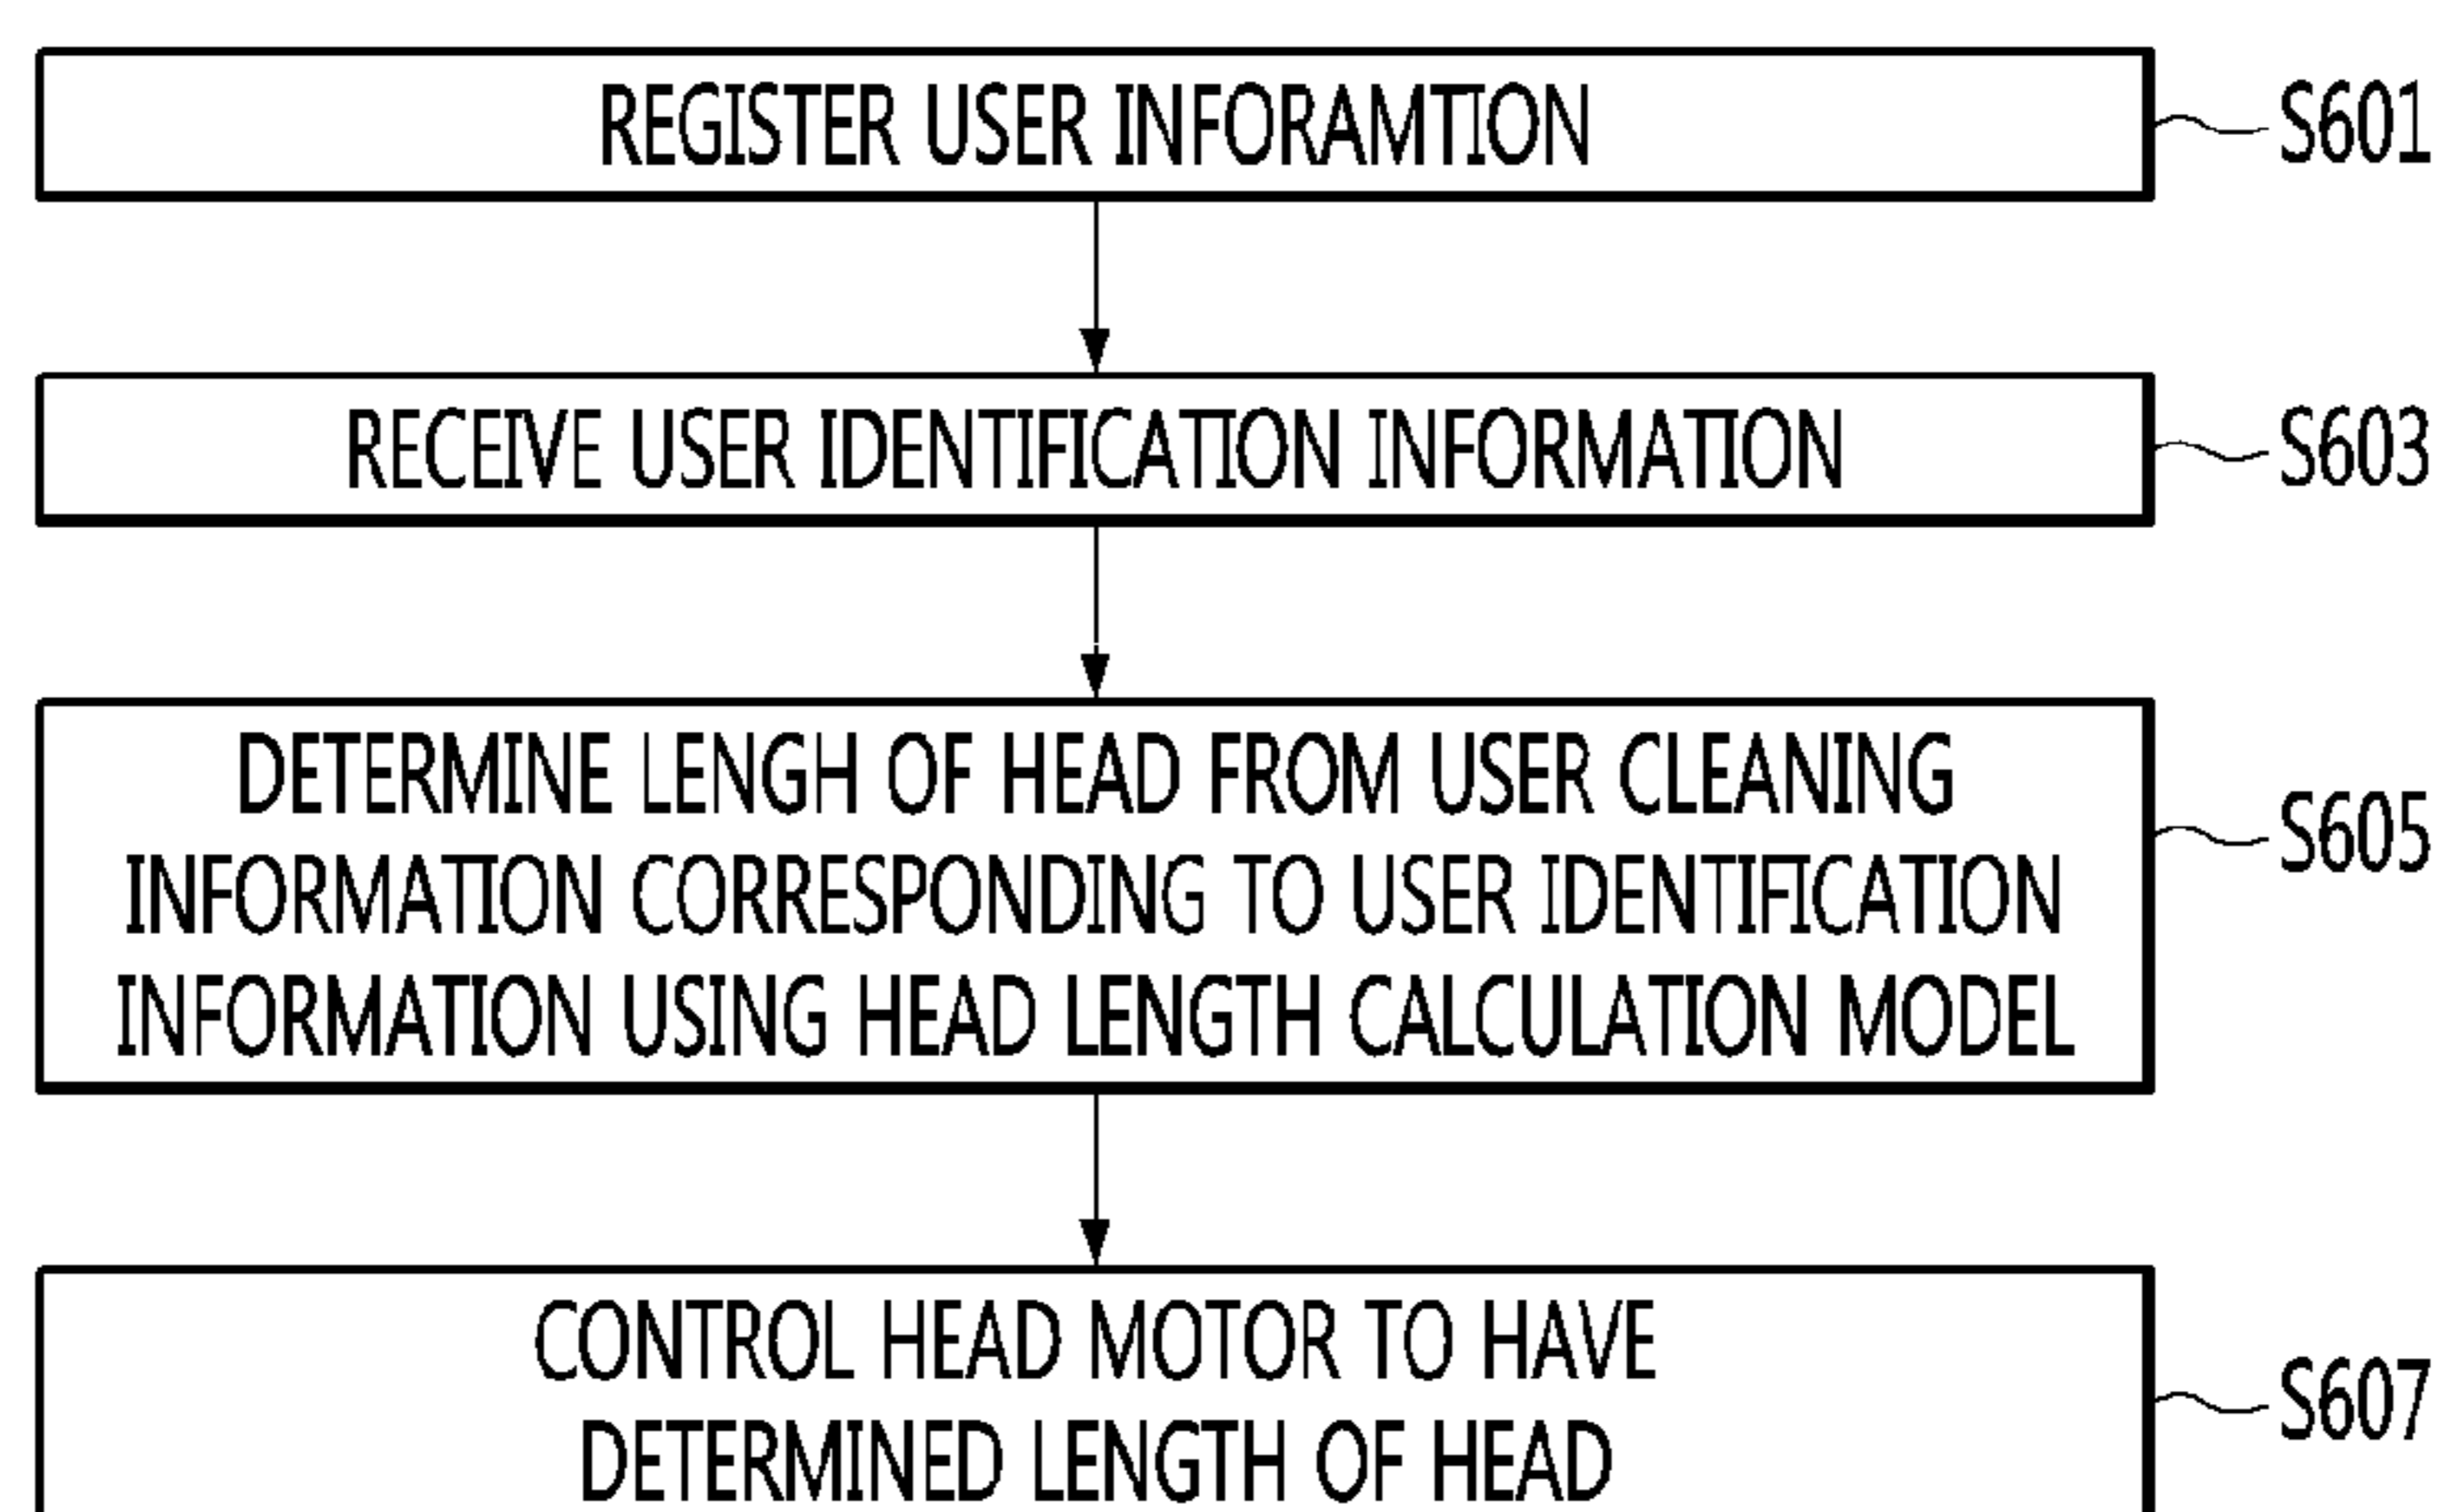 REGISTER USER INFORAMTION
S601
RECEIVE USER IDENTIFICATION INFORMATION
S603
DETERMINE LENGH OF HEAD FROM USER CLEANING
INFORMATION CORRESPONDING TO USER IDENTIFICATION
INFORMATION USING HEAD LENGTH CALCULATION MODEL
S605
CONTROL HEAD MOTOR TO HAVE
DETERMINED LENGTH OF HEAD
S607